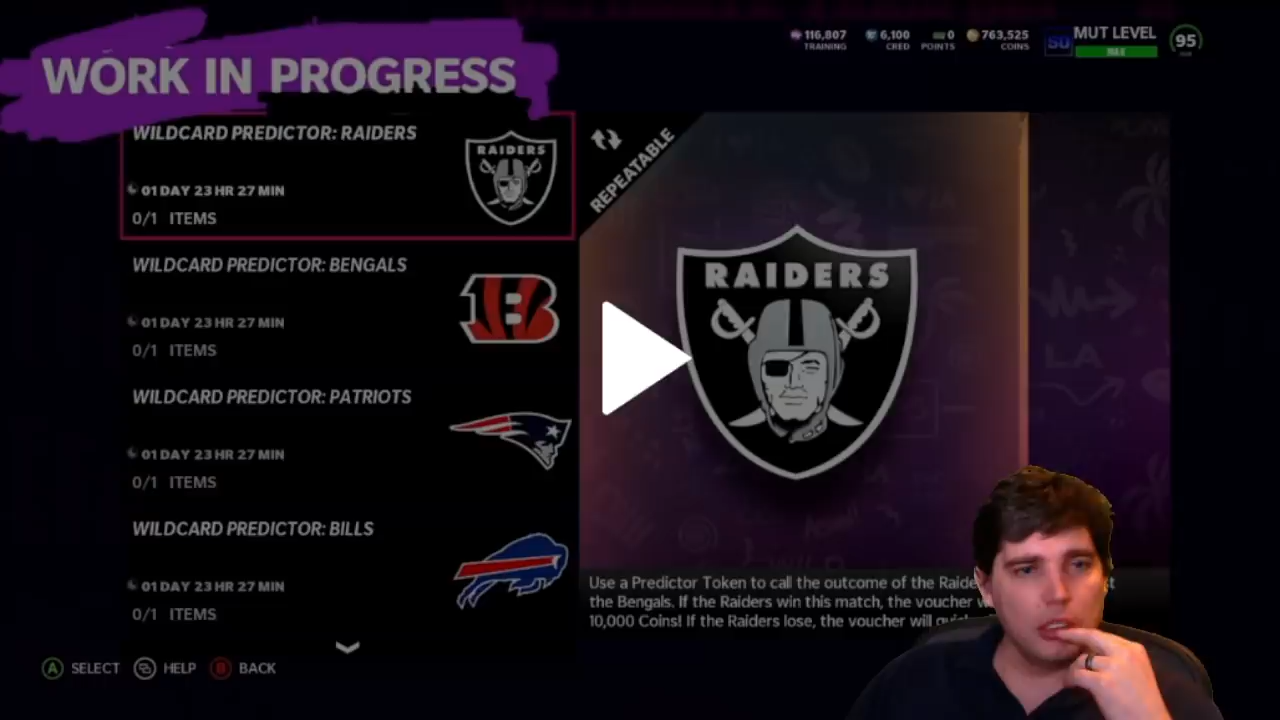 WORK IN PROGRESS
116,807
TRAINING
6,100
CRED
0
POINTS
763,525
COINS
MUT LEVEL
MAX
95
WILDCARD PREDICTOR: RAIDERS
01 DAY 23 HR 27 MIN
0/1 ITEMS
RAIDERS
WILDCARD PREDICTOR: BENGALS
01 DAY 23 HR 27 MIN
0/1 ITEMS
B
WILDCARD PREDICTOR: PATRIOTS
01 DAY 23 HR 27 MIN
0/1 ITEMS
WILDCARD PREDICTOR: BILLS
01 DAY 23 HR 27 MIN
0/1 ITEMS
REPEATABLE
RAIDERS
LA
Use a Predictor Token to call the outcome of the
the Bengals. If the Raiders win this match, the voucher
10,000 Coins! If the Raiders lose, the voucher will
A SELECT HELP B BACK